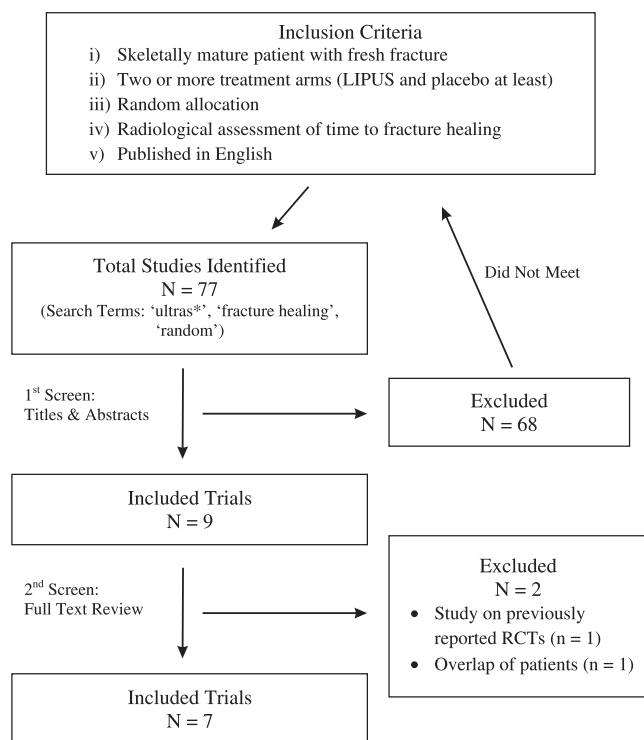 Inclusion Criteria
i) Skeletally mature patient with fresh fracture
ii) Two or more treatment arms (LIPUS and placebo at least)
iii) Random allocation
iv) Radiological assessment of time to fracture healing
v) Published in English
Total Studies Identified
N = 77
(Search Terms: ‘ultras*’, ‘fracture healing’,
‘random’)
Did Not Meet
1st Screen:
Titles & Abstracts
Excluded
N = 68
Included Trials
N = 9
2nd Screen:
Full Text Review
Excluded
N = 2
• Study on previously
reported RCTs (n = 1)
• Overlap of patients (n = 1)
Included Trials
N = 7